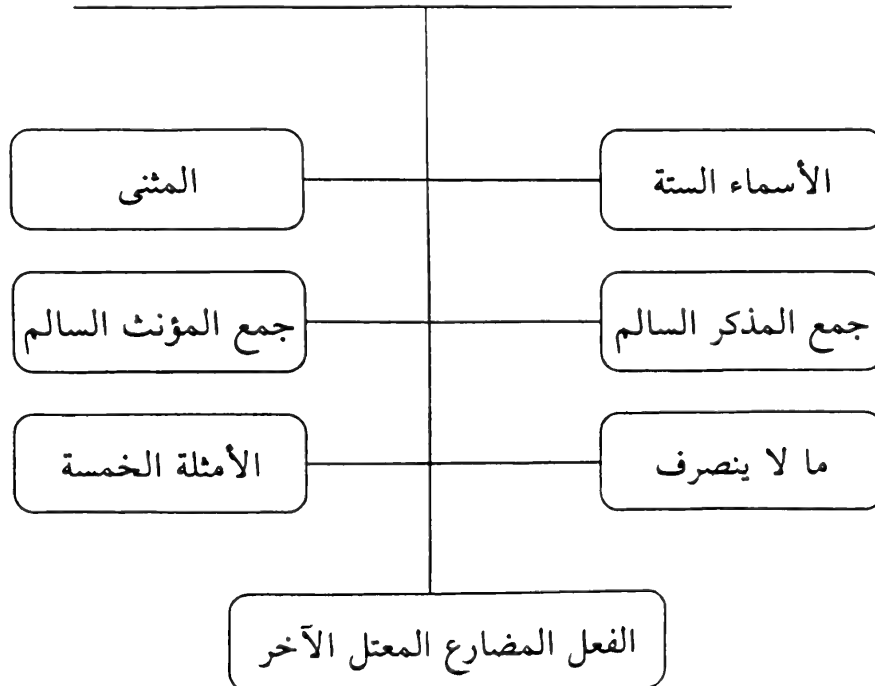 الأسماء الستة
المثنى
جمع المذكر السالم
جمع المؤنث السالم
ما لا ينصرف
الأمثلة الخمسة
الفعل المضارع المعتل الآخر